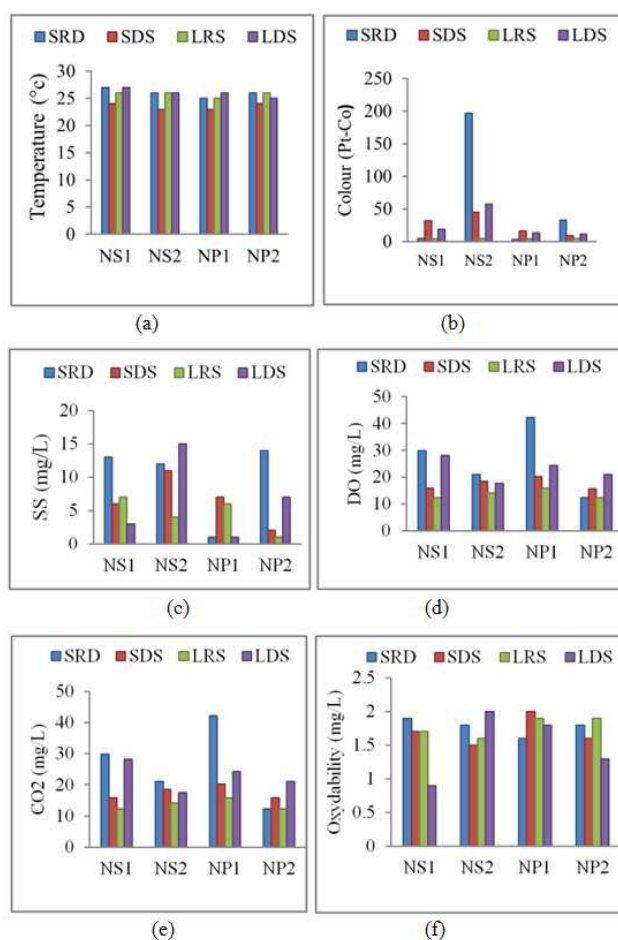 SRD SDS LRS LDS
Temperature (°c)
30
25
20
15
10
5
0
NS1 NS2 NP1 NP2
(a)
SRD SDS LRS LDS
Colour (Pt-Co)
250
200
150
100
50
0
NS1 NS2 NP1 NP2
(b)
SRD SDS LRS LDS
SS (mg/L)
20
15
10
5
0
NS1 NS2 NP1 NP2
(c)
SRD SDS LRS LDS
DO (mg/L)
50
40
30
20
10
0
NS1 NS2 NP1 NP2
(d)
SRD SDS LRS LDS
CO2 (mg/L)
50
40
30
20
10
0
NS1 NS2 NP1 NP2
(e)
SRD SDS LRS LDS
Oxydability (mg/L)
2.5
2
1.5
1
0.5
0
NS1 NS2 NP1 NP2
(f)